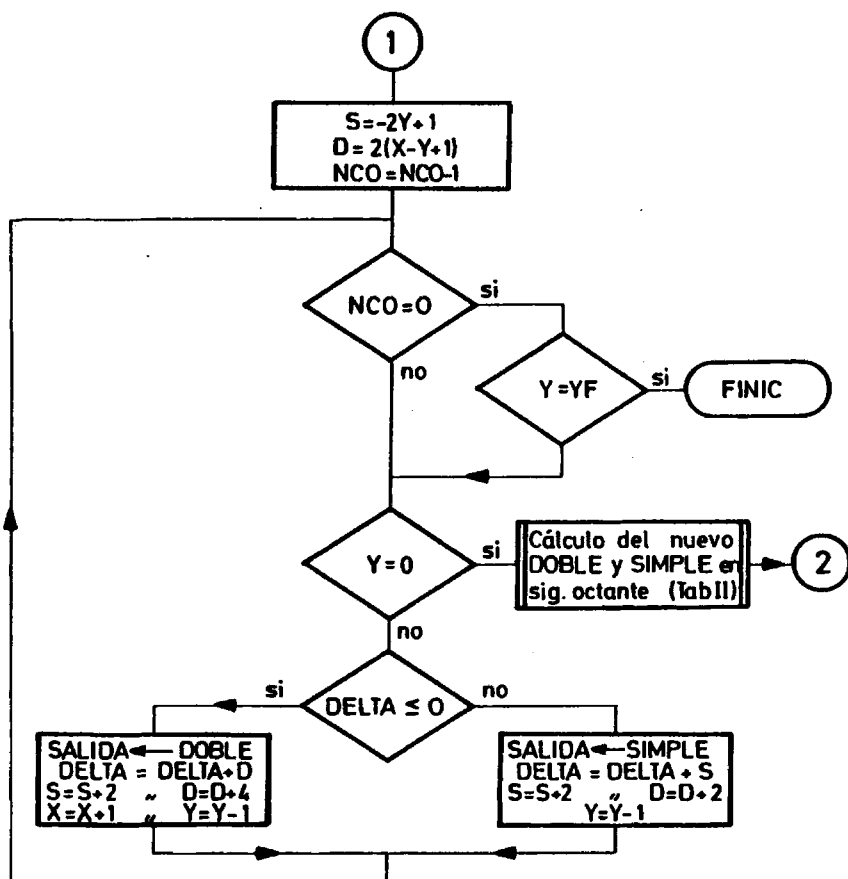 1
S=-2Y+1
D=2(X-Y+1)
NCO=NCO-1
NCO=0
si
no
Y=YF
si
FINIC
Y=0
si
no
Cálculo del nuevo
DOBLE y SIMPLE en
sig. octante (TabII)
2
DELTA ≤ 0
si
no
SALIDA ← DOBLE
DELTA = DELTA+D
S=S+2 „ D=D+4
X=X+1 „ Y=Y-1
SALIDA ← SIMPLE
DELTA = DELTA + S
S=S+2 „ D=D+2
Y=Y-1